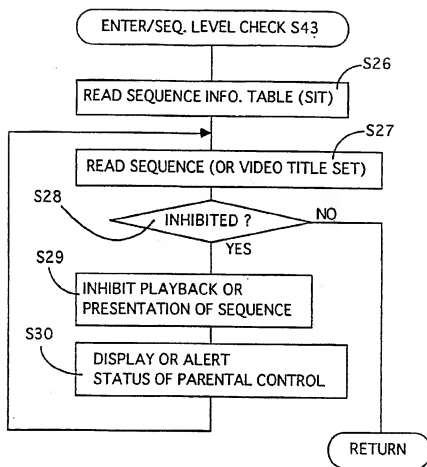 ENTER/SEQ. LEVEL CHECK S43
S26
READ SEQUENCE INFO. TABLE (SIT)
S27
READ SEQUENCE (OR VIDEO TITLE SET)
S28
INHIBITED ?
NO
YES
S29
INHIBIT PLAYBACK OR
PRESENTATION OF SEQUENCE
S30
DISPLAY OR ALERT
STATUS OF PARENTAL CONTROL
RETURN